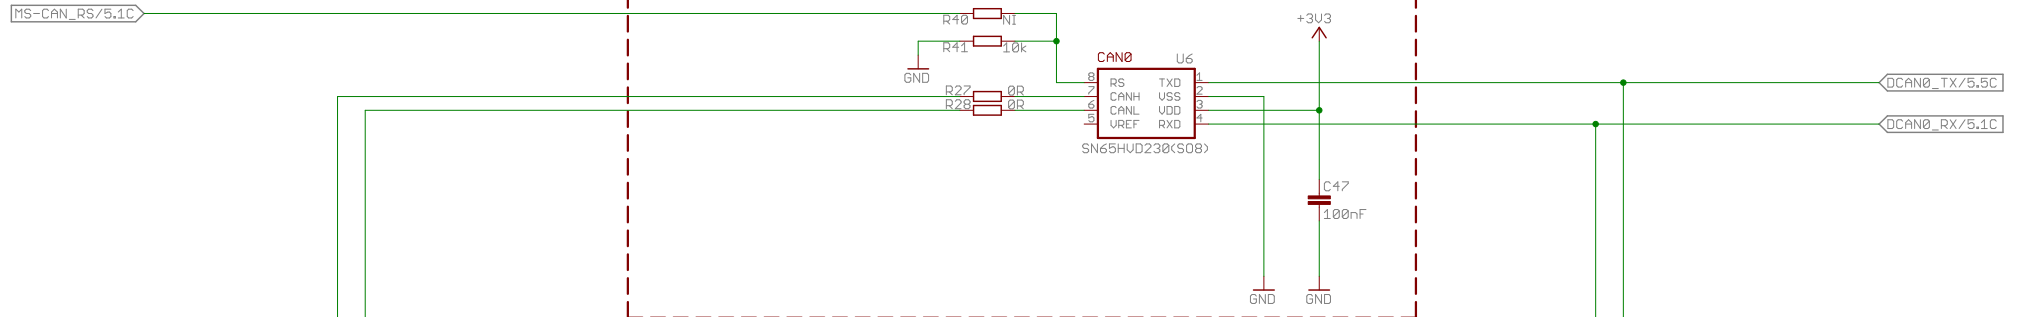 MS-CAN_RS/5.1C
R40 NI
R41 10k
GND
+3V3
CAN0 U6
8 RS TXD 1
7 CANH VSS 2
6 CANL VDD 3
5 VREF RXD 4
SN65HVD230(SO8)
R27 0R
R28 0R
DCAN0_TX/5.5C
DCAN0_RX/5.1C
C47
100nF
GND GND